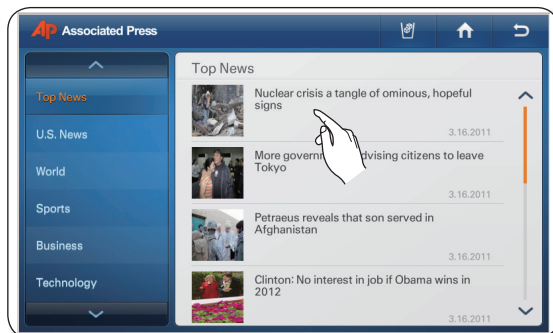 AP Associated Press
Top News
U.S. News
World
Sports
Business
Technology
Top News
Nuclear crisis a tangle of ominous, hopeful
signs
3.16.2011
More govern dvising citizens to leave
Tokyo
3.16.2011
Petraeus reveals that son served in
Afghanistan
3.16.2011
Clinton: No interest in job if Obama wins in
2012
3.16.2011